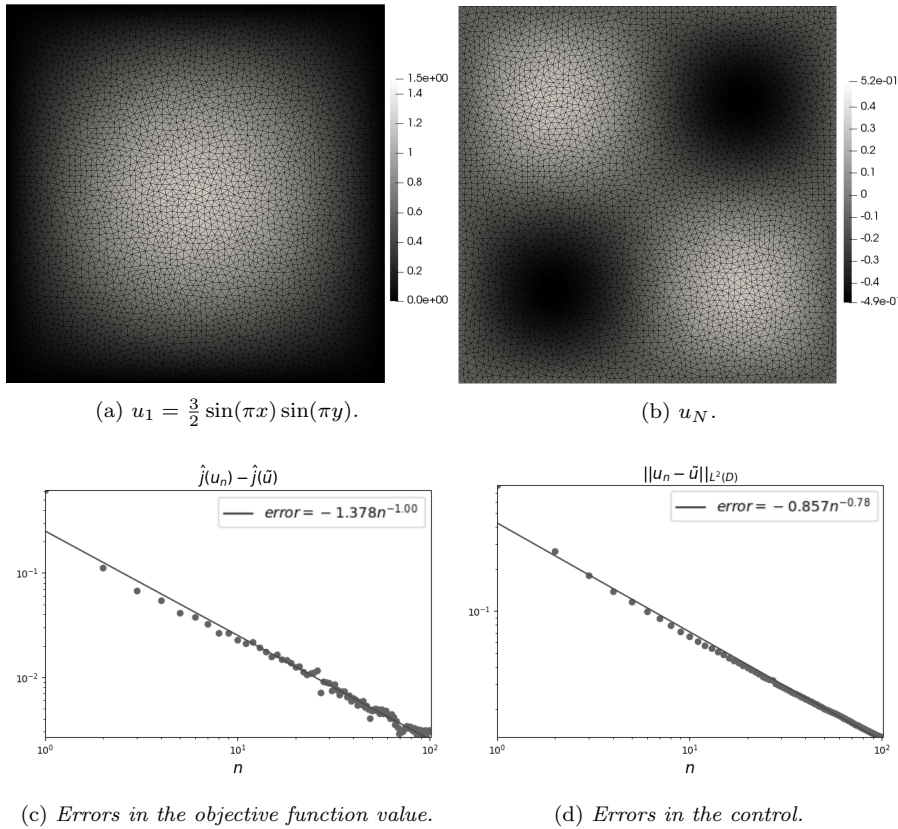 1.5e+00
1.4
1
0.8
0.6
0.4
0.2
0.0e+00
5.2e-01
0.4
0.3
0.2
0.1
0
-0.1
-0.2
-0.3
-0.4
-4.9e-01
(a) u_1 = \frac{3}{2} sin(πx) sin(πy).
(b) u_N.
ĵ(u_n) − ĵ(ũ)
error = − 1.378n^{−1.00}
10^{−1}
10^{−2}
10^0
10^1
10^2
n
||u_n − ũ||_{L^2(D)}
error = − 0.857n^{−0.78}
10^{−1}
10^0
10^1
10^2
n
(c) Errors in the objective function value.
(d) Errors in the control.